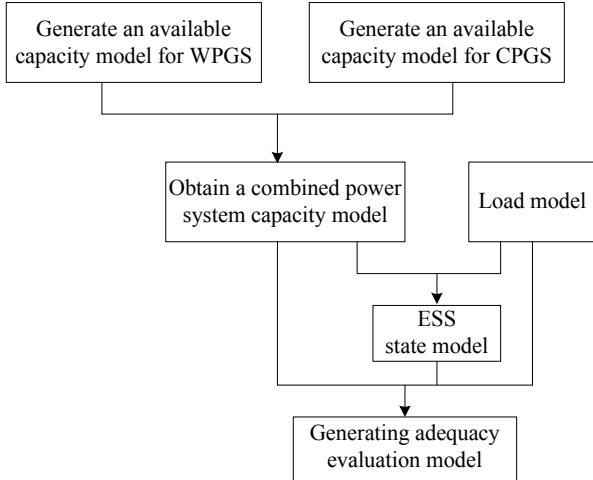 Generate an available
capacity model for WPGS
Generate an available
capacity model for CPGS
Obtain a combined power
system capacity model
Load model
ESS
state model
Generating adequacy
evaluation model